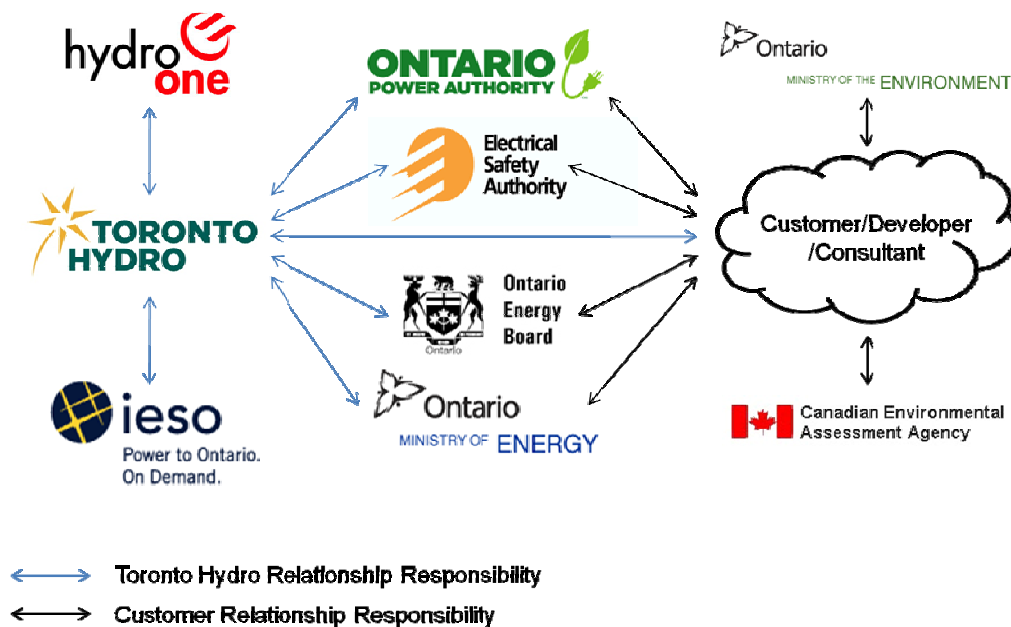 hydro
one
ONTARIO
POWER AUTHORITY
Ontario
MINISTRY OF THE ENVIRONMENT
Electrical
Safety
Authority
TORONTO
HYDRO
Customer/Developer
/Consultant
Ontario
Energy
Board
Ontario
ieso
Power to Ontario.
On Demand.
Ontario
MINISTRY OF ENERGY
Canadian Environmental
Assessment Agency
Toronto Hydro Relationship Responsibility
Customer Relationship Responsibility